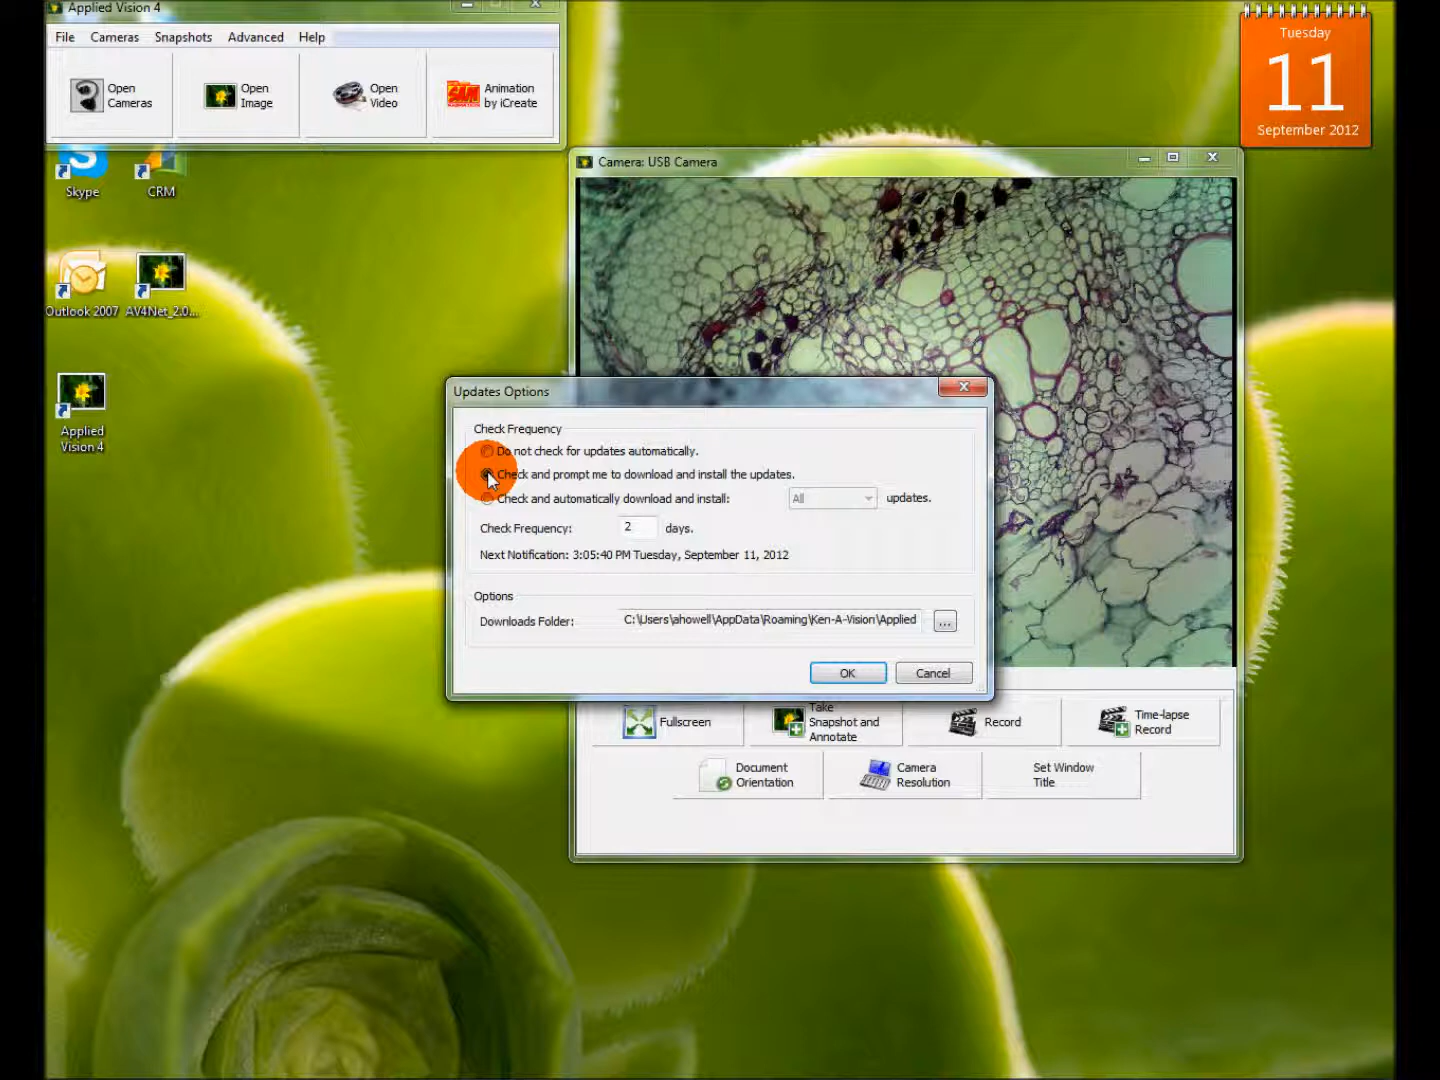 Applied Vision 4
File Cameras Snapshots Advanced Help
Open
Cameras
Open
Image
Open
Video
Animation
by iCreate
Tuesday
11
September 2012
Skype
CRM
Outlook 2007
AV4Net_2.0...
Applied
Vision 4
Camera: USB Camera
Updates Options
Check Frequency
Do not check for updates automatically.
Check and prompt me to download and install the updates.
Check and automatically download and install: All updates.
Check Frequency: 2 days.
Next Notification: 3:05:40 PM Tuesday, September 11, 2012
Options
Downloads Folder: C:\Users\ahowell\AppData\Roaming\Ken-A-Vision\Applied ...
OK Cancel
Fullscreen
Take
Snapshot and
Annotate
Record
Time-lapse
Record
Document
Orientation
Camera
Resolution
Set Window
Title